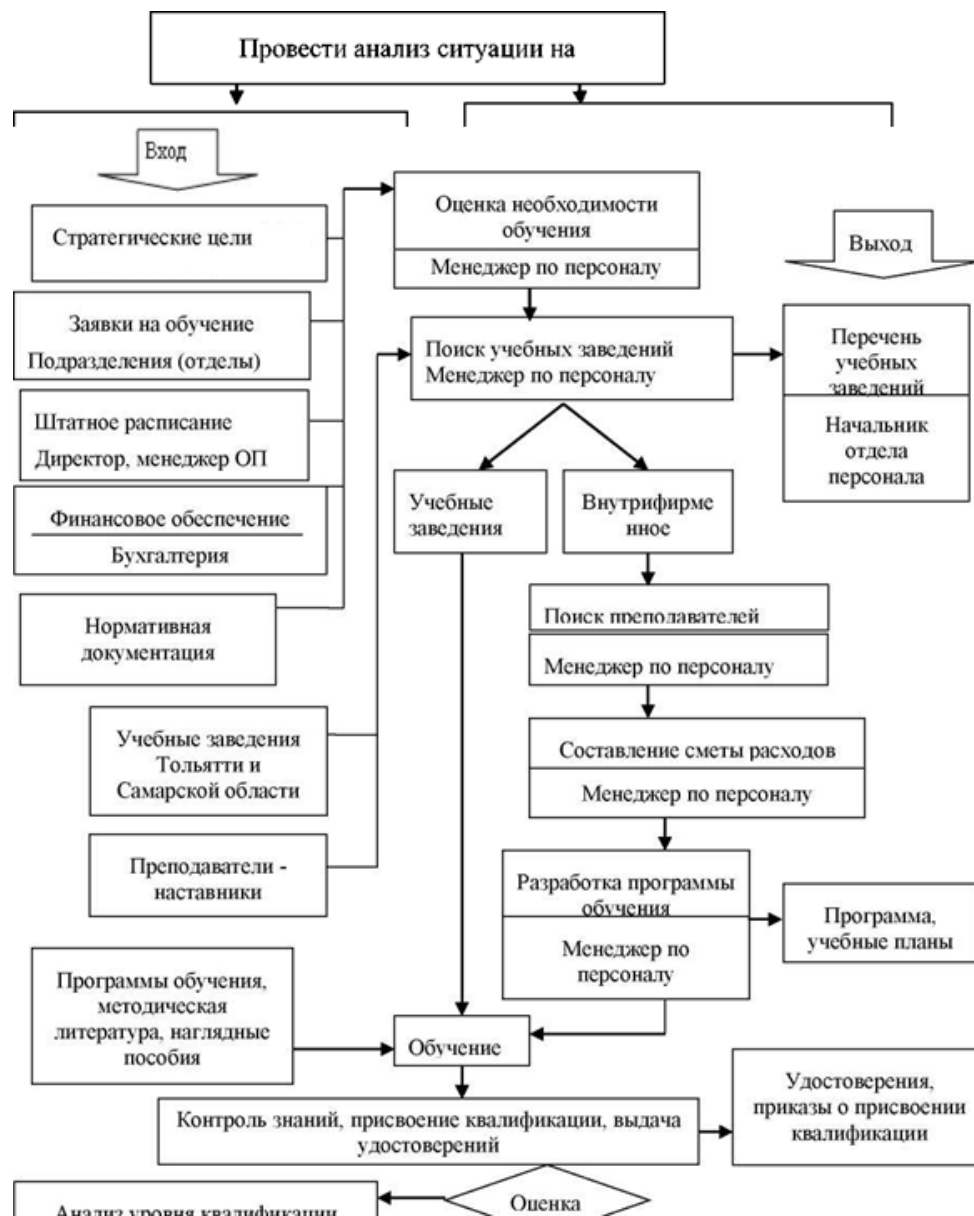 Провести анализ ситуации на
Вход
Стратегические цели
Заявки на обучение
Подразделения (отделы)
Штатное расписание
Директор, менеджер ОП
Финансовое обеспечение
Бухгалтерия
Нормативная
документация
Учебные заведения
Тольятти и
Самарской области
Преподаватели -
наставники
Программы обучения,
методическая
литература, наглядные
пособия
Оценка необходимости
обучения
Менеджер по персоналу
Поиск учебных заведений
Менеджер по персоналу
Учебные
заведения
Внутрифирме
нное
Поиск преподавателей
Менеджер по персоналу
Составление сметы расходов
Менеджер по персоналу
Разработка программы
обучения
Менеджер по
персоналу
Обучение
Контроль знаний, присвоение квалификации, выдача
удостоверений
Выход
Перечень
учебных
заведений
Начальник
отдела
персонала
Программа,
учебные планы
Удостоверения,
приказы о присвоении
квалификации
Оценка
Анализ уровня квалификации